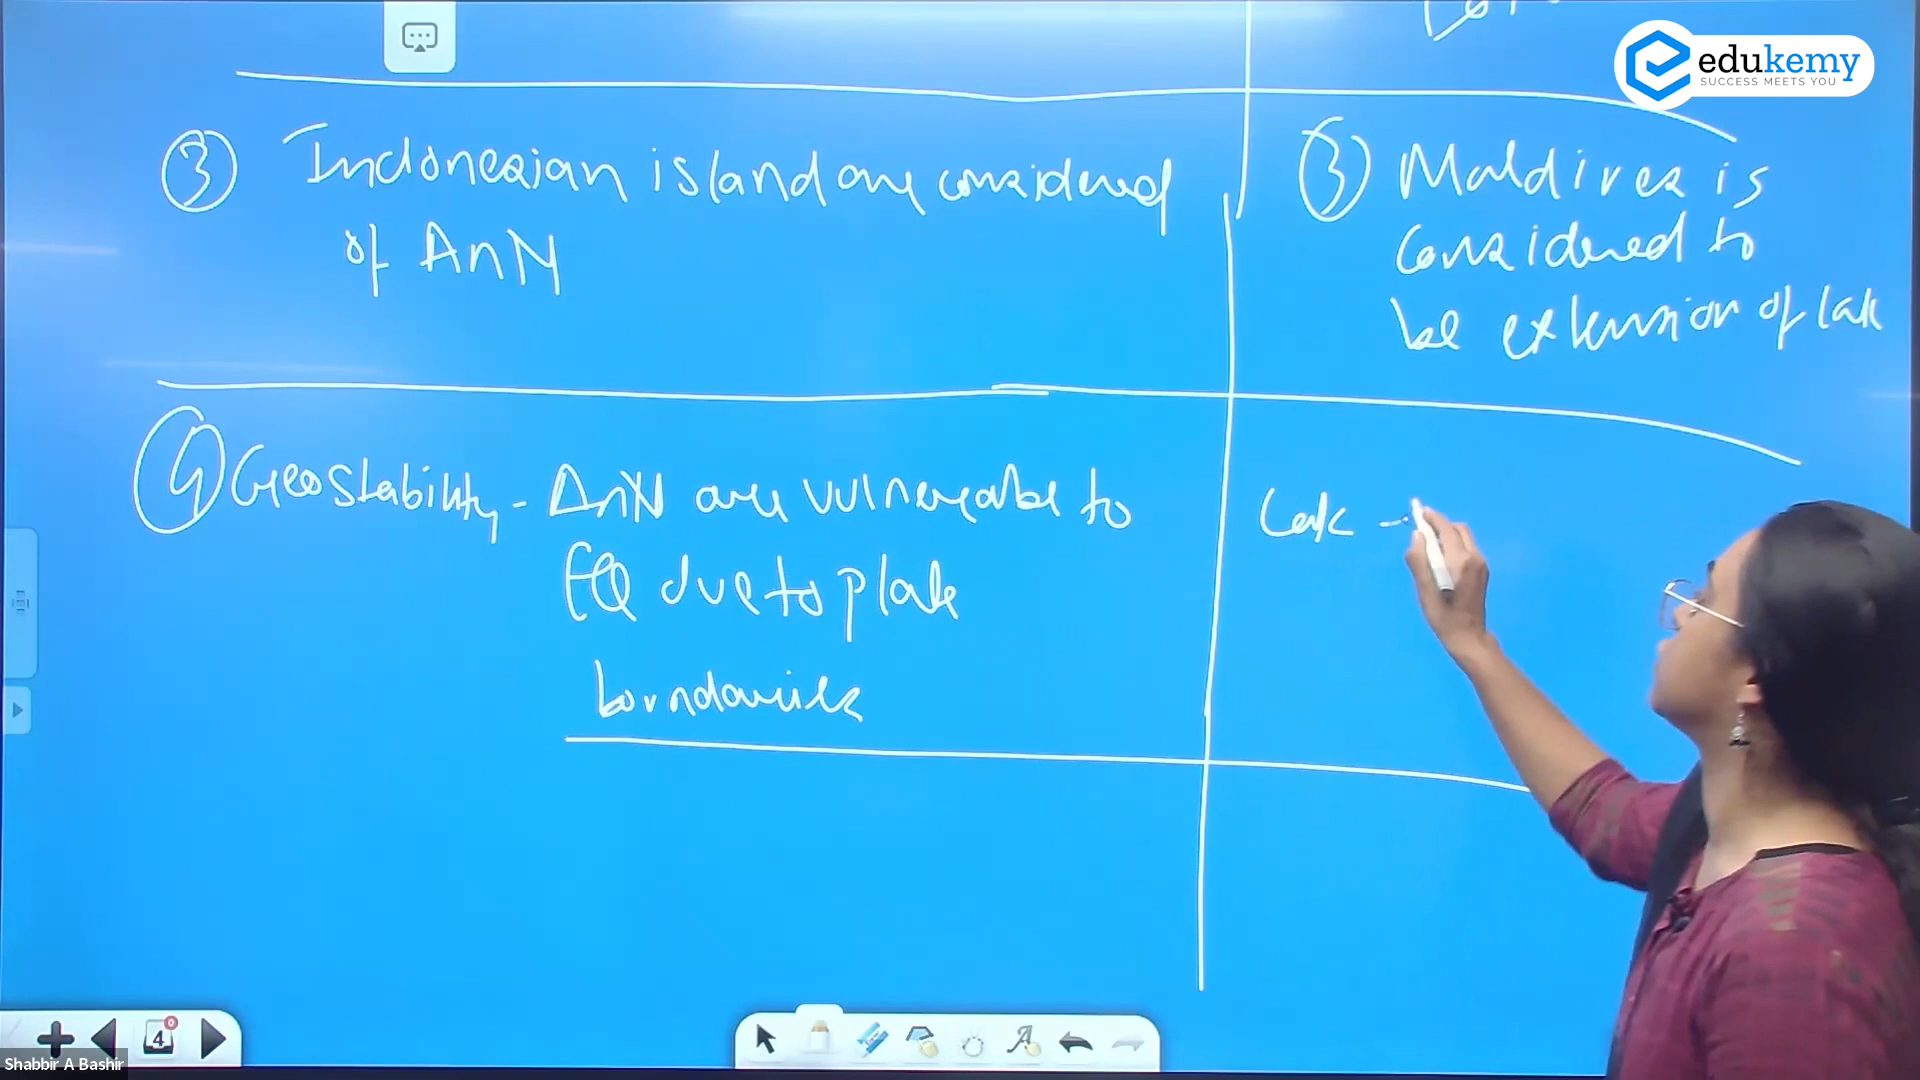 edukemy
SUCCESS MEETS YOU
③ Indonesian island are considered
of AnN
③ Maldives is
considered to
be extension of lak
④ Geostability - AnN are vulnerable to
EQ due to plate
boundaries
Lak -
4
0
Shabbir A Bashir